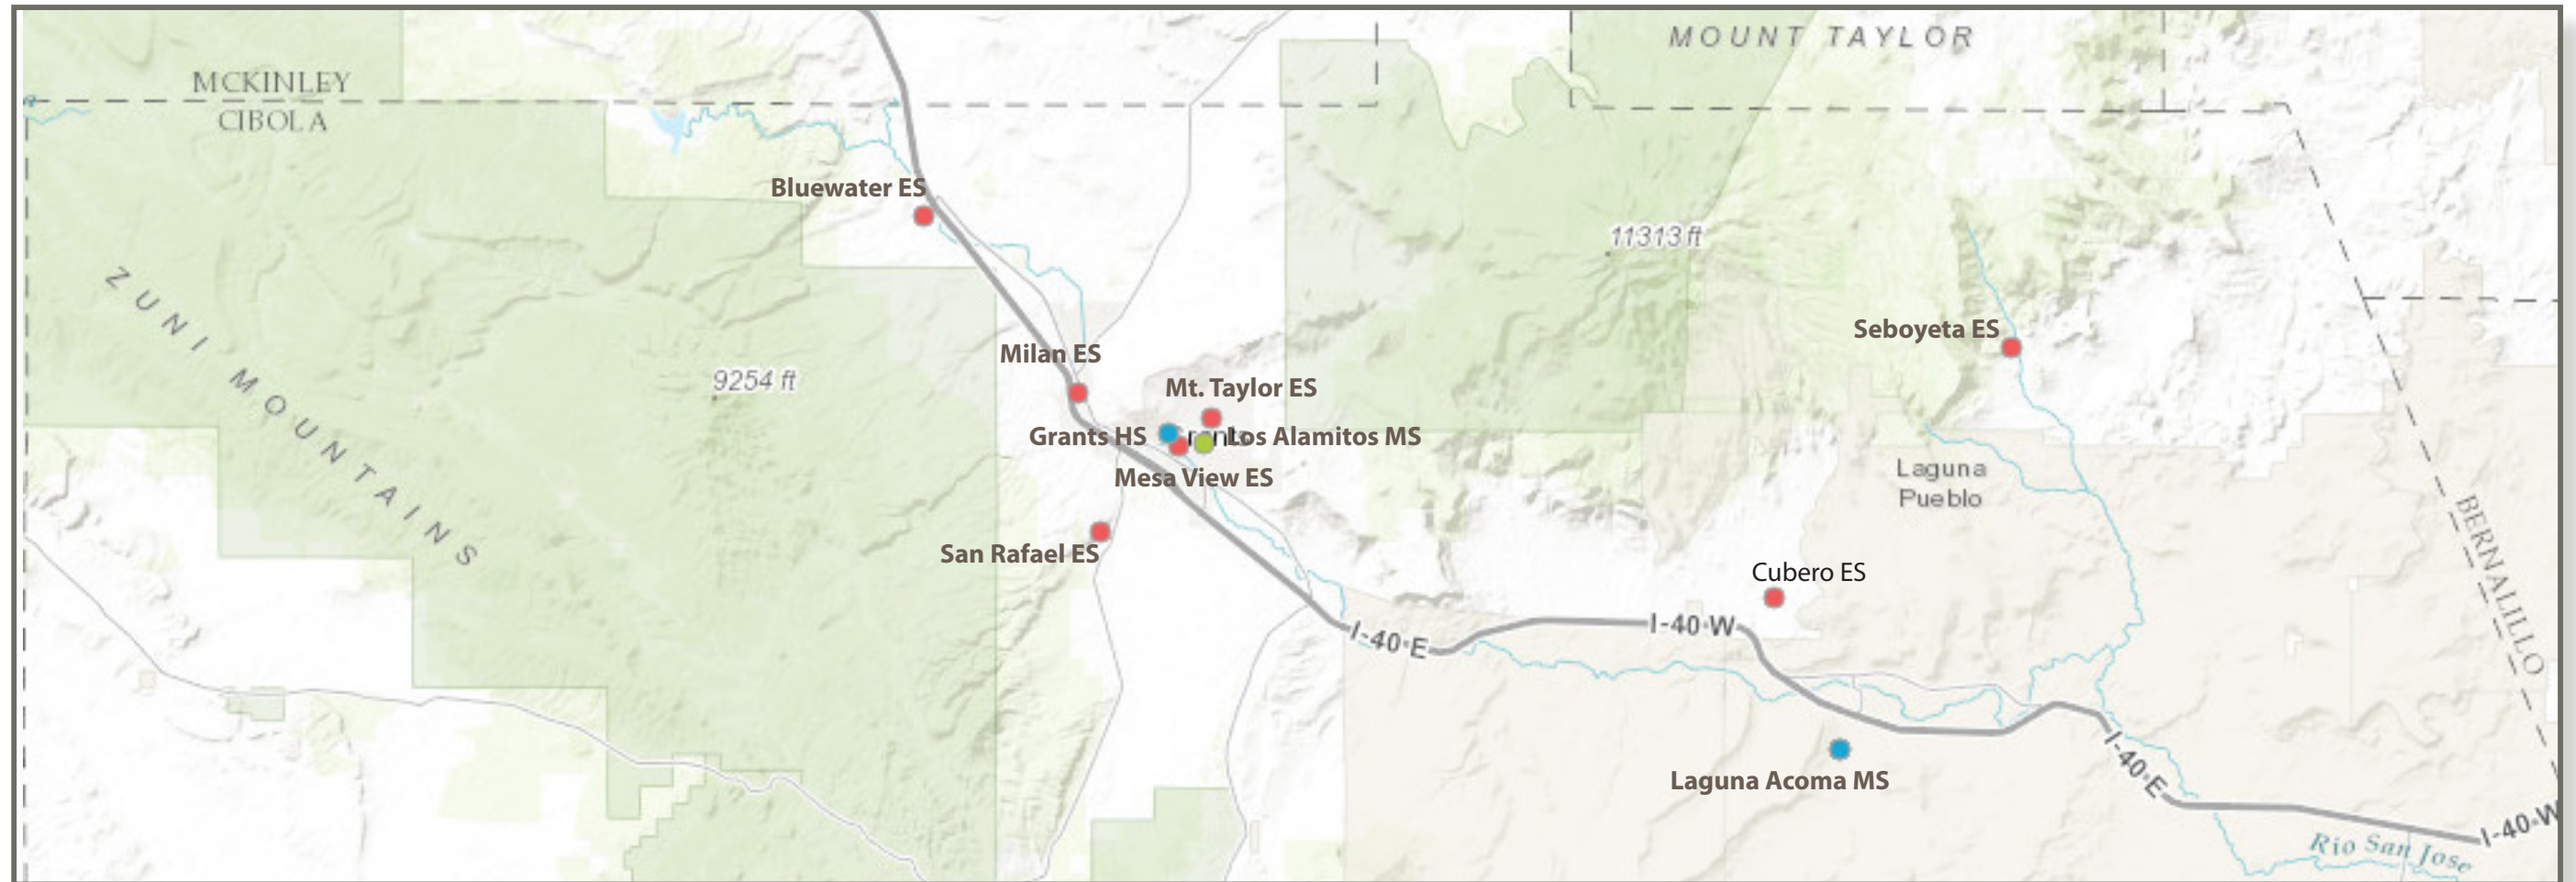 MOUNT TAYLOR
MCKINLEY
CIBOLA
Bluewater ES
11313 ft
ZUNI MOUNTAINS
Seboyeta ES
Milan ES
9254 ft
Mt. Taylor ES
Grants HS
Los Alamitos MS
Mesa View ES
Laguna
Pueblo
San Rafael ES
Cubero ES
BERNALILLO
I-40-E
I-40-W
Laguna Acoma MS
I-40-E
I-40-W
Rio San Jose